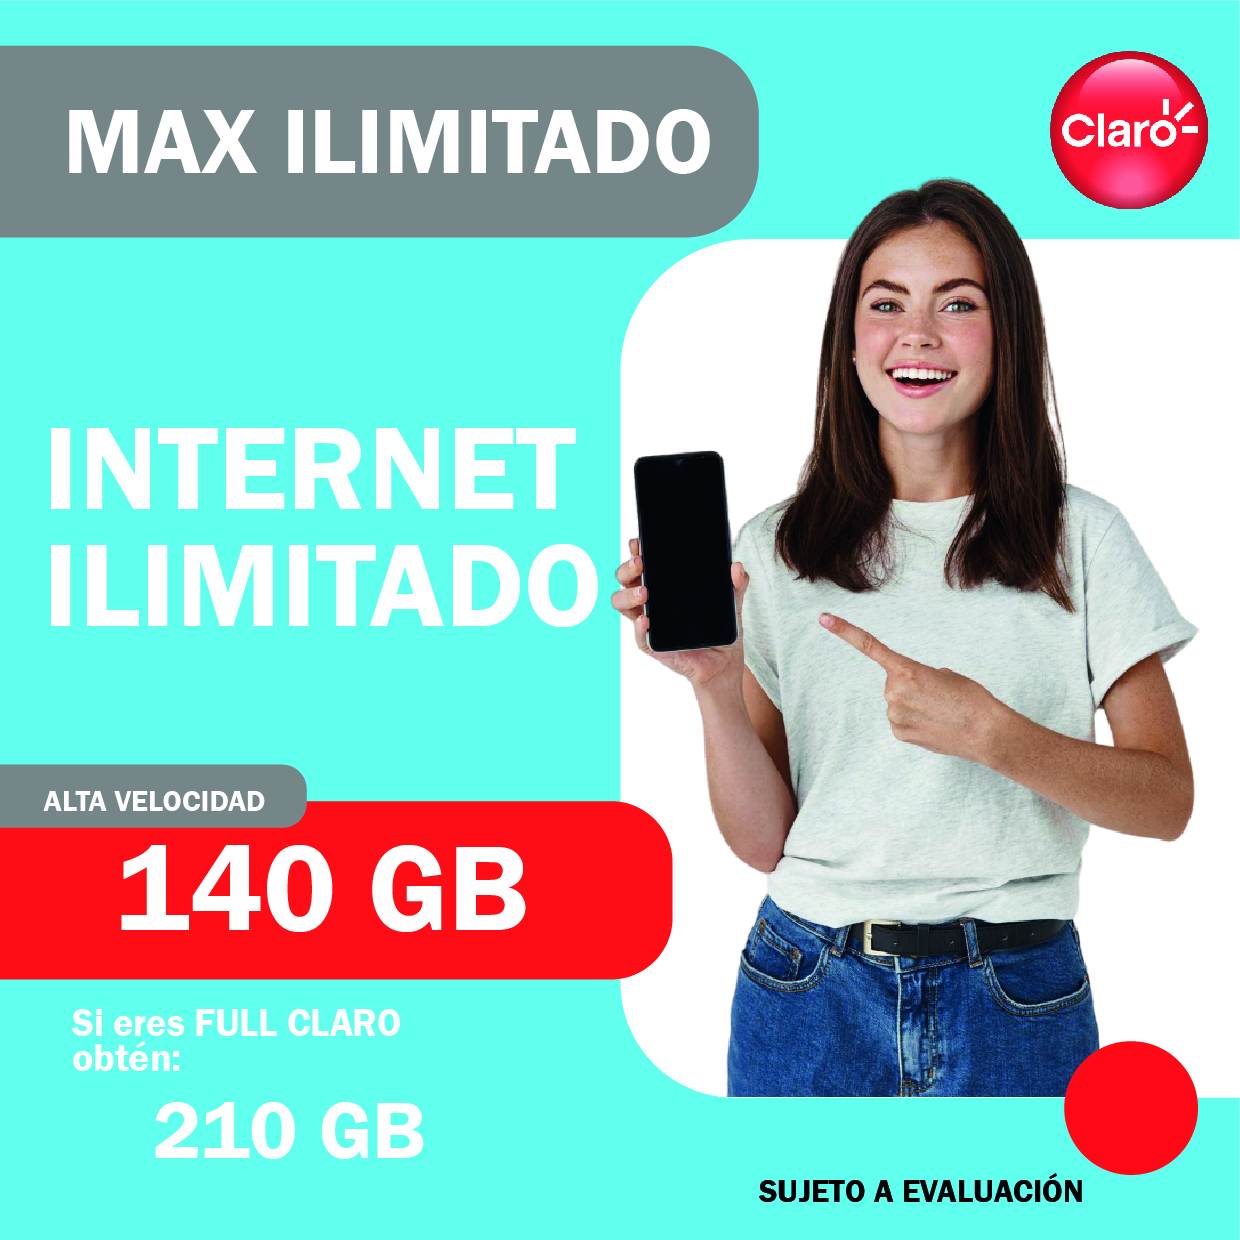 MAX ILIMITADO
Claro
INTERNET
ILIMITADO
ALTA VELOCIDAD
140 GB
Si eres FULL CLARO
obtén:
210 GB
SUJETO A EVALUACIÓN